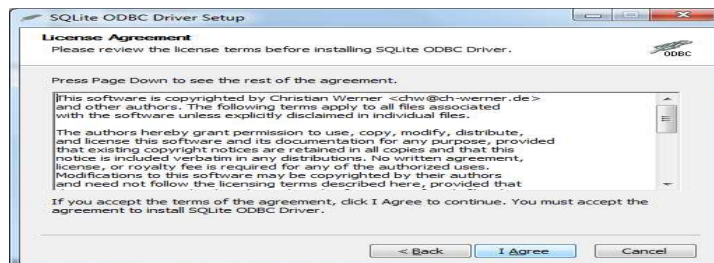 SQLite ODBC Driver Setup
License Agreement
Please review the license terms before installing SQLite ODBC Driver.
ODBC
Press Page Down to see the rest of the agreement.
This software is copyrighted by Christian Werner <chw@ch-werner.de>
and other authors. The following terms apply to all files associated
with the software unless explicitly disclaimed in individual files.
The authors hereby grant permission to use, copy, modify, distribute,
and license this software and its documentation for any purpose, provided
that existing copyright notices are retained in all copies and that this
notice is included verbatim in any distributions. No written agreement,
license, or royalty fee is required for any of the authorized uses.
Modifications to this software may be copyrighted by their authors
and need not follow the licensing terms described here, provided that
If you accept the terms of the agreement, click I Agree to continue. You must accept the
agreement to install SQLite ODBC Driver.
< Back
I Agree
Cancel